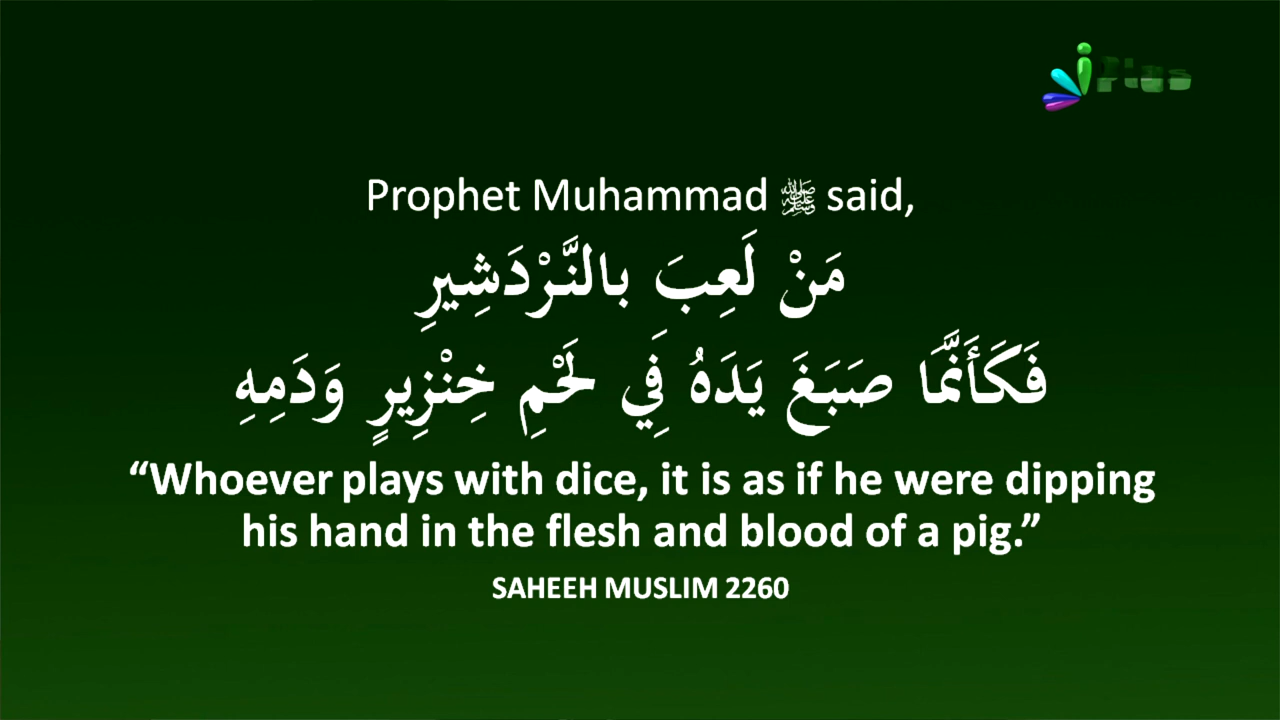 iPlus
Prophet Muhammad ﷺ said,
مَنْ لَعِبَ بالنَّرْدَشِيرِ
فَكَأَنَّمَا صَبَغَ يَدَهُ فَِي لَحْمِ خِنْزِيرٍ وَدَمِهِ
“Whoever plays with dice, it is as if he were dipping
his hand in the flesh and blood of a pig.”
SAHEEH MUSLIM 2260